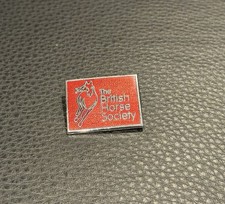 The
British
Horse
Society